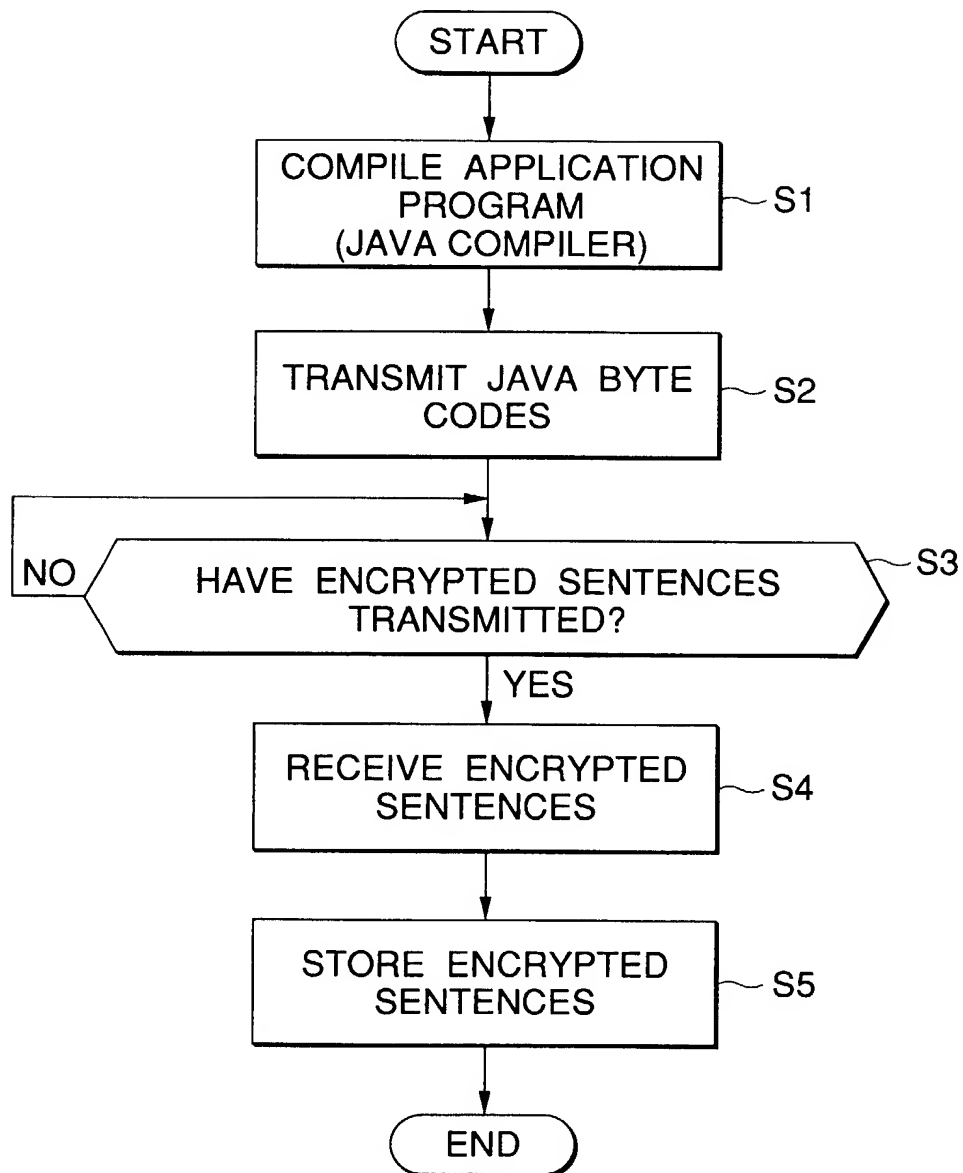 START
COMPILE APPLICATION
PROGRAM
(JAVA COMPILER)
S1
TRANSMIT JAVA BYTE
CODES
S2
S3
NO
HAVE ENCRYPTED SENTENCES
TRANSMITTED?
YES
RECEIVE ENCRYPTED
SENTENCES
S4
STORE ENCRYPTED
SENTENCES
S5
END